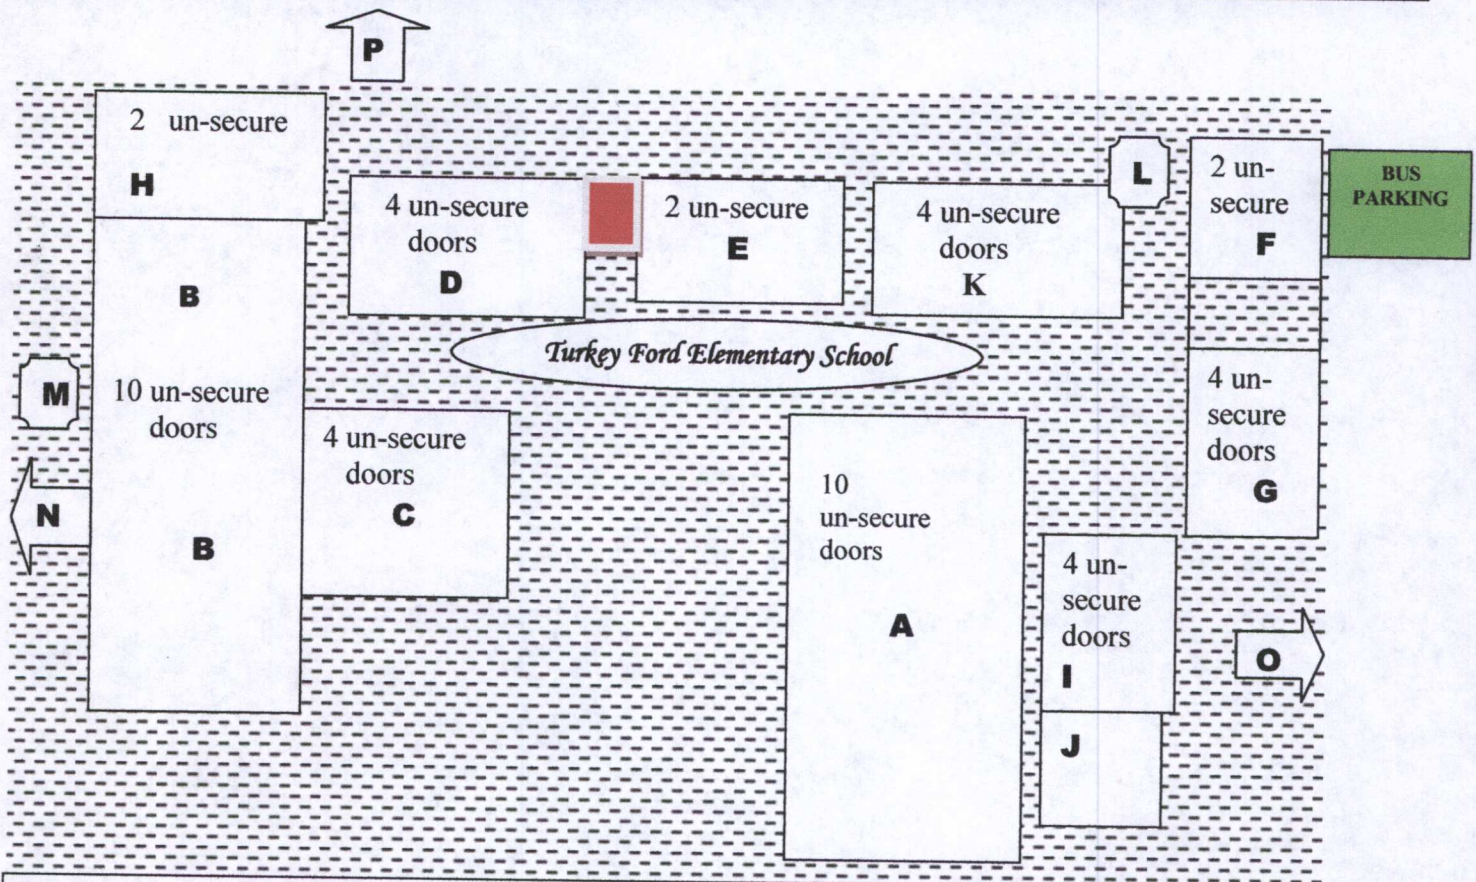 P
2 un-secure
H
L
BUS
PARKING
2 un-
secure
F
4 un-secure
doors
D
2 un-secure
E
4 un-secure
doors
K
B
Turkey Ford Elementary School
M
10 un-secure
doors
4 un-
secure
doors
G
4 un-secure
doors
C
10
un-secure
doors
A
N
B
4 un-
secure
doors
I
O
J